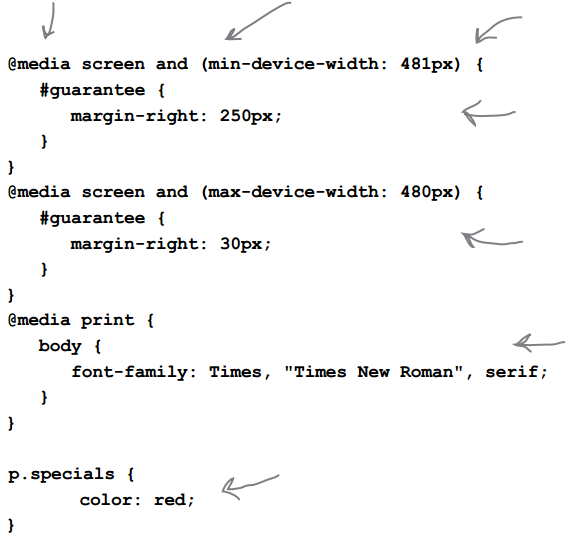 @media screen and (min-device-width: 481px) {
#guarantee {
margin-right: 250px;
}
}
@media screen and (max-device-width: 480px) {
#guarantee {
margin-right: 30px;
}
}
@media print {
body {
font-family: Times, "Times New Roman", serif;
}
}
p.specials {
color: red;
}